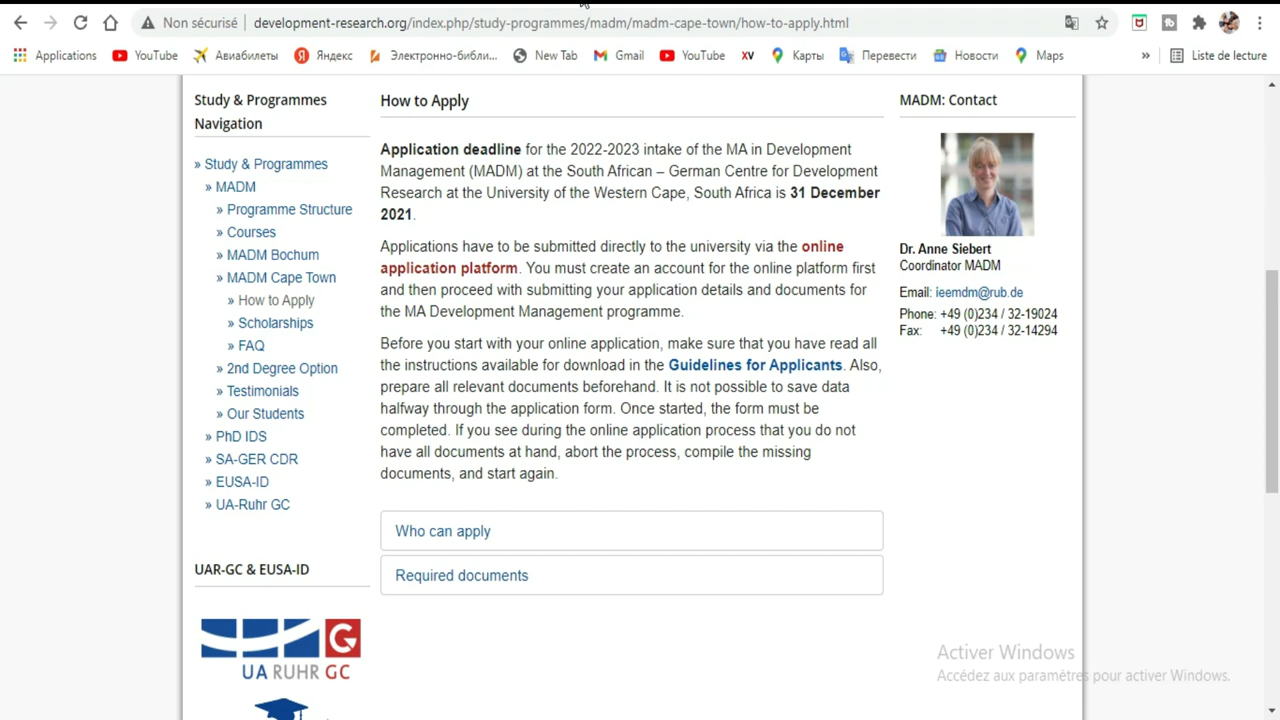 Non sécurisé
development-research.org/index.php/study-programmes/madm/madm-cape-town/how-to-apply.html
Applications
YouTube
Авиабилеты
Яндекс
Электронно-библи...
New Tab
Gmail
YouTube
XV
Карты
Перевести
Новости
Maps
»
Liste de lecture
Study & Programmes
Navigation
» Study & Programmes
» MADM
» Programme Structure
» Courses
» MADM Bochum
» MADM Cape Town
» How to Apply
» Scholarships
» FAQ
» 2nd Degree Option
» Testimonials
» Our Students
» PhD IDS
» SA-GER CDR
» EUSA-ID
» UA-Ruhr GC
UAR-GC & EUSA-ID
G
UA RUHR GC
How to Apply
Application deadline for the 2022-2023 intake of the MA in Development
Management (MADM) at the South African – German Centre for Development
Research at the University of the Western Cape, South Africa is 31 December
2021.
Applications have to be submitted directly to the university via the online
application platform. You must create an account for the online platform first
and then proceed with submitting your application details and documents for
the MA Development Management programme.
Before you start with your online application, make sure that you have read all
the instructions available for download in the Guidelines for Applicants. Also,
prepare all relevant documents beforehand. It is not possible to save data
halfway through the application form. Once started, the form must be
completed. If you see during the online application process that you do not
have all documents at hand, abort the process, compile the missing
documents, and start again.
Who can apply
Required documents
MADM: Contact
Dr. Anne Siebert
Coordinator MADM
Email: ieemdm@rub.de
Phone: +49 (0)234 / 32-19024
Fax: +49 (0)234 / 32-14294
Activer Windows
Accédez aux paramètres pour activer Windows.